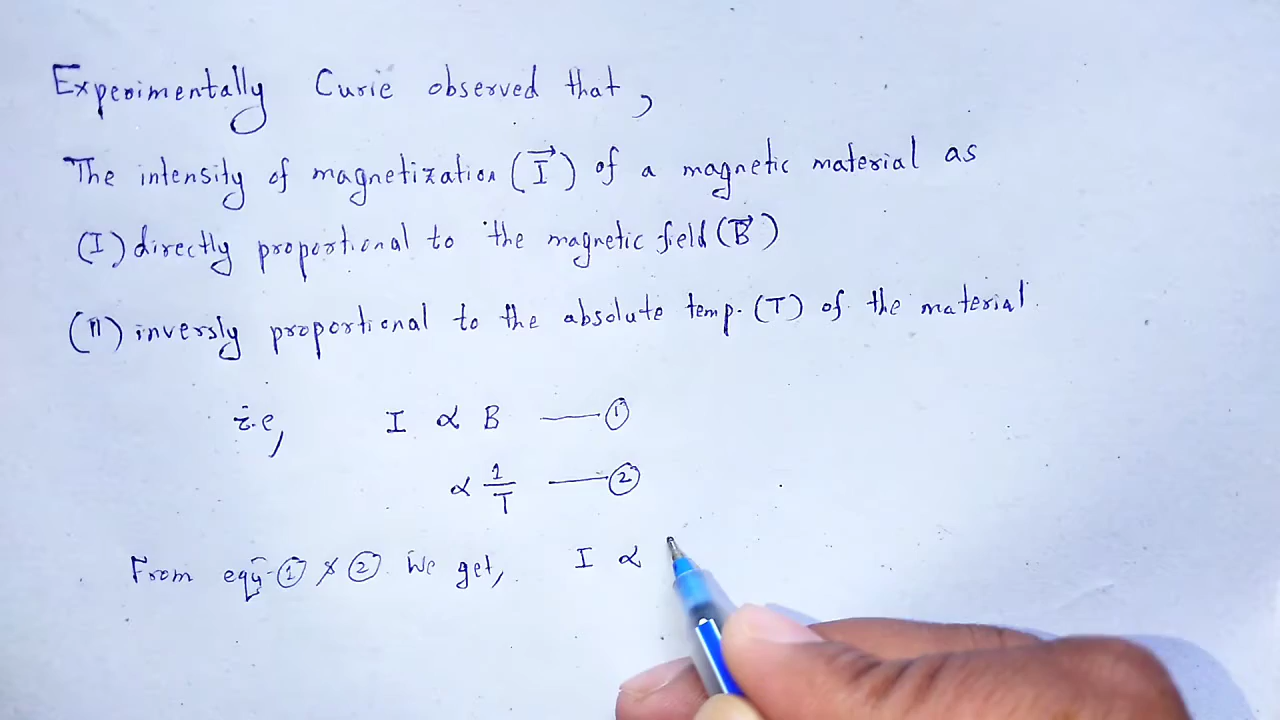 Experimentally Curie observed that,
The intensity of magnetization (I⃗) of a magnetic material as
(I) directly proportional to the magnetic field (B⃗)
(II) inversly proportional to the absolute temp. (T) of the material.
i.e, I ∝ B —— ①
∝ 1/T —— ②
From eqy. ① & ② We get, I ∝